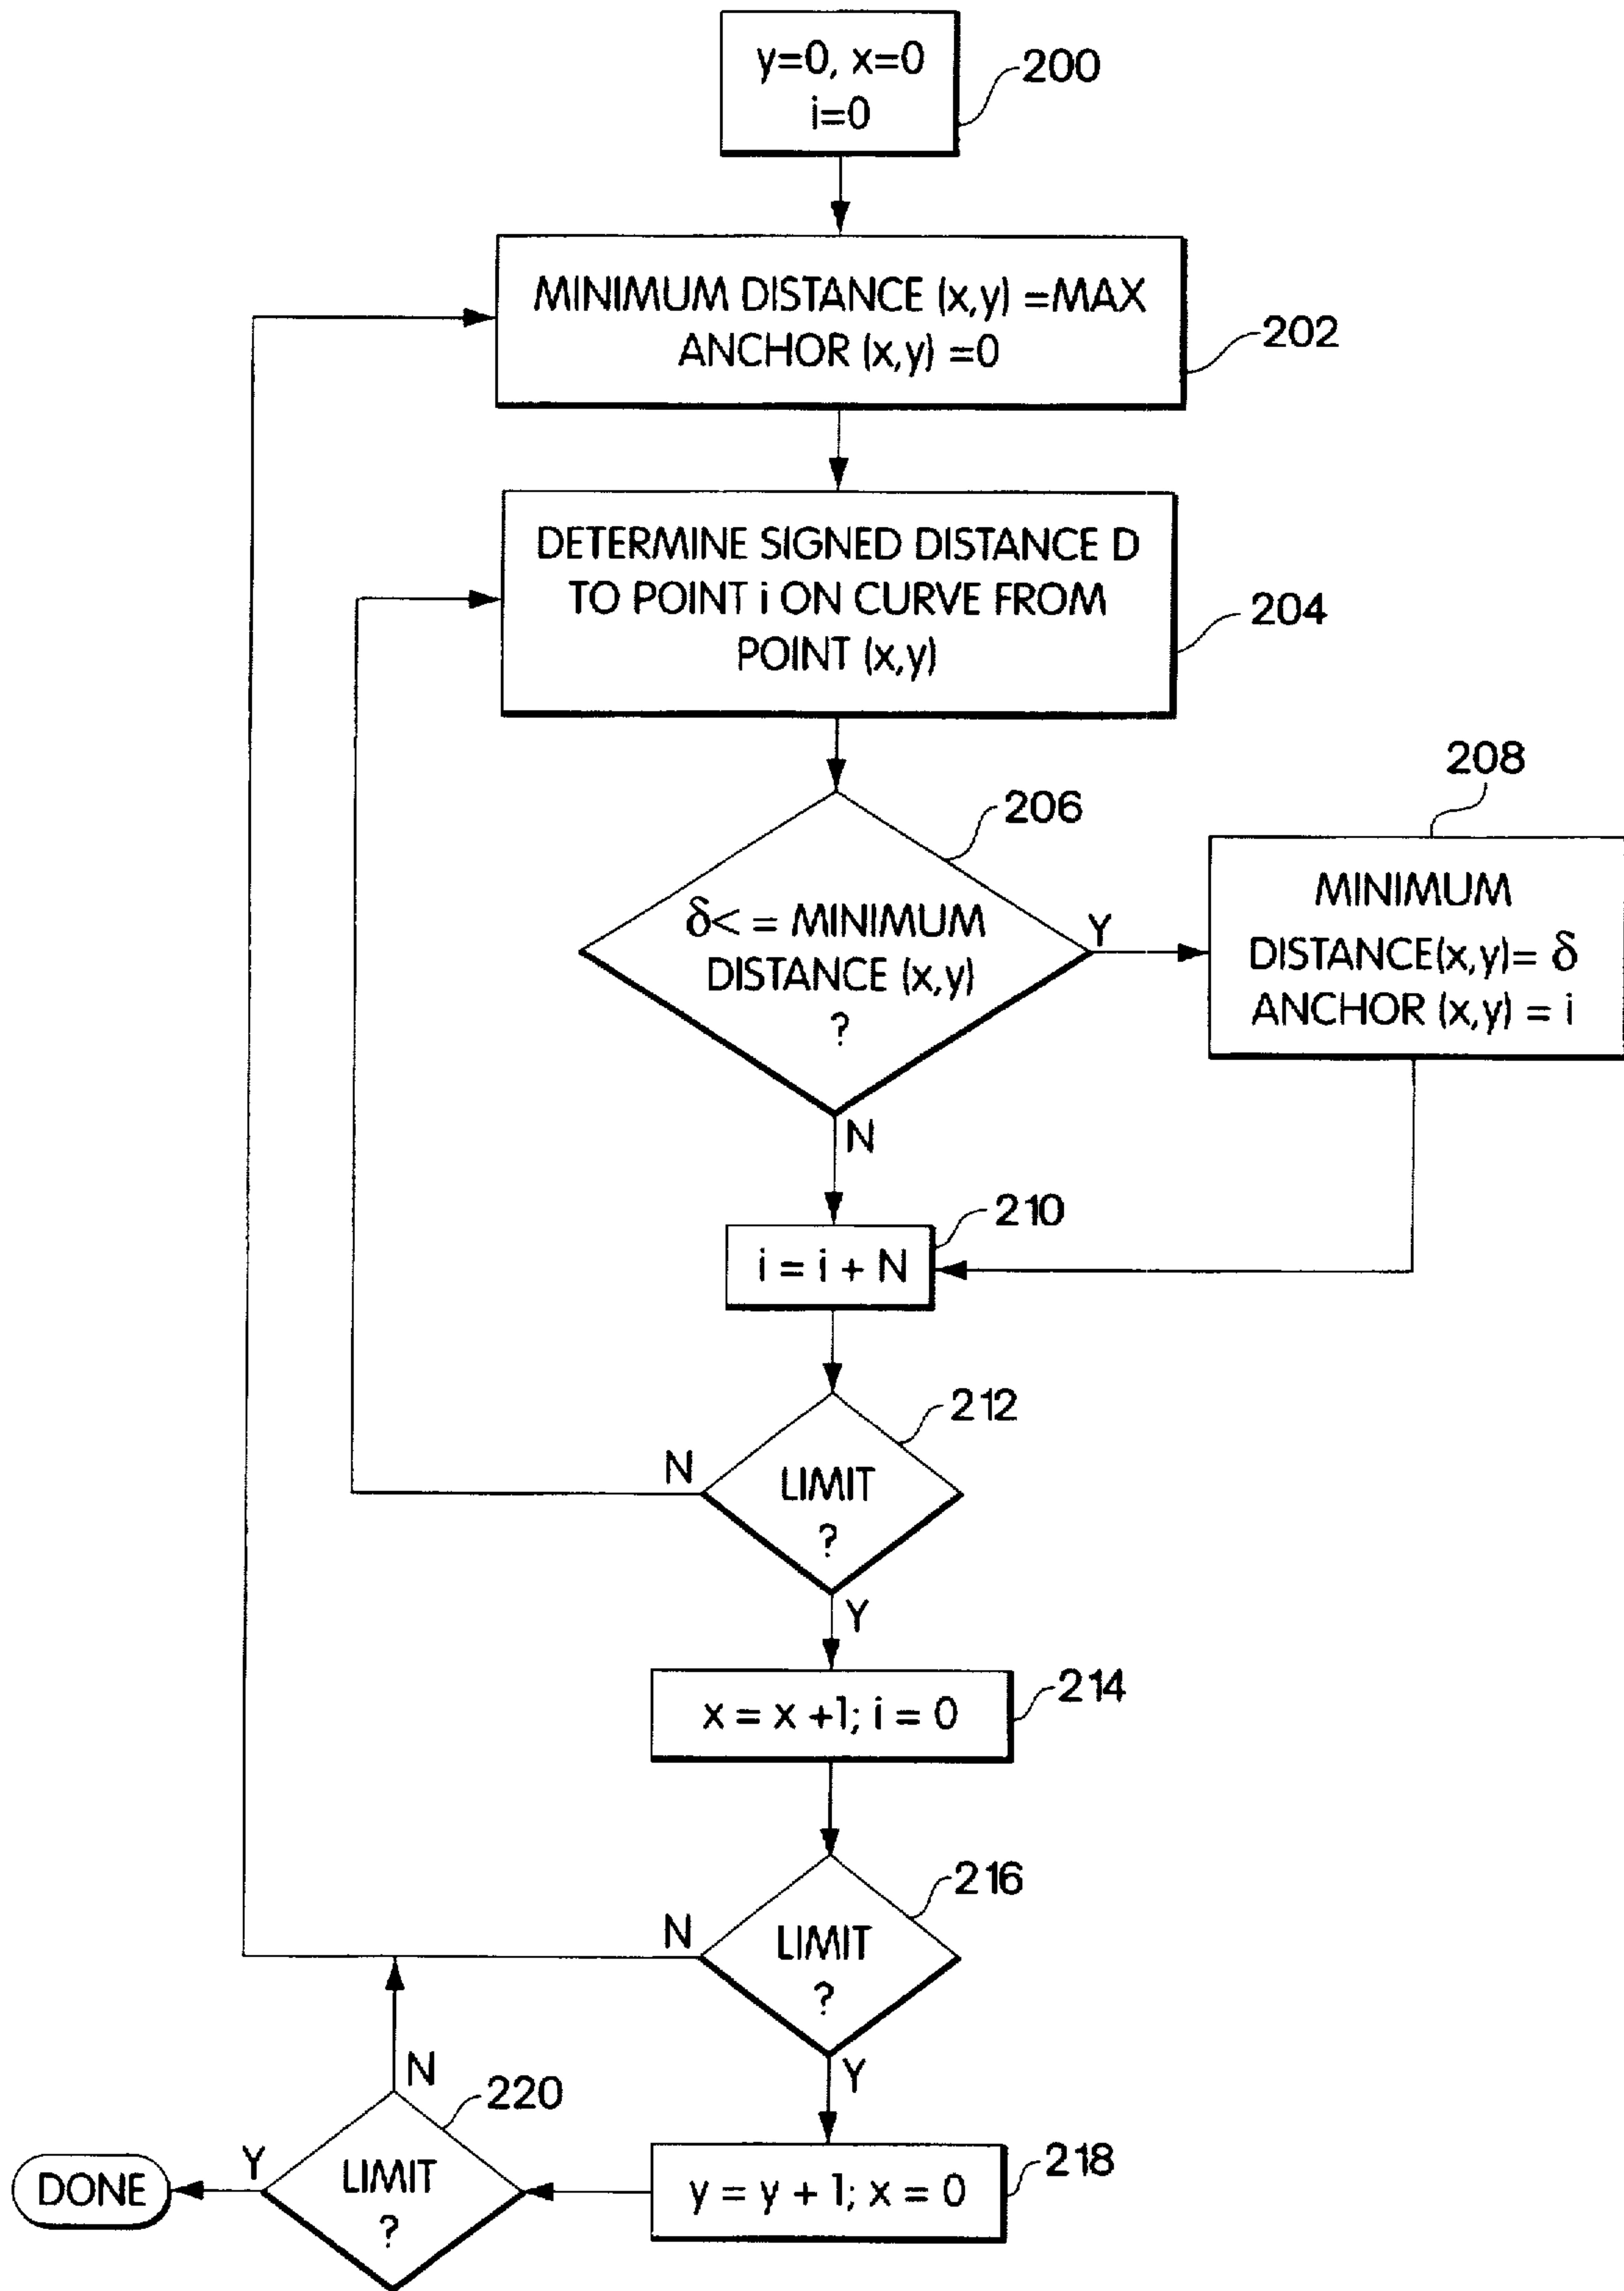 y=0, x=0
i=0
200
MINIMUM DISTANCE (x,y) =MAX
ANCHOR (x,y) =0
202
DETERMINE SIGNED DISTANCE D
TO POINT i ON CURVE FROM
POINT (x,y)
204
206
δ< = MINIMUM
DISTANCE (x,y)
?
Y
N
208
MINIMUM
DISTANCE(x,y)= δ
ANCHOR (x,y) = i
210
i = i + N
212
N
LIMIT
?
Y
214
x = x +1; i = 0
216
N
LIMIT
?
Y
218
y = y + 1; x = 0
220
N
LIMIT
?
Y
DONE